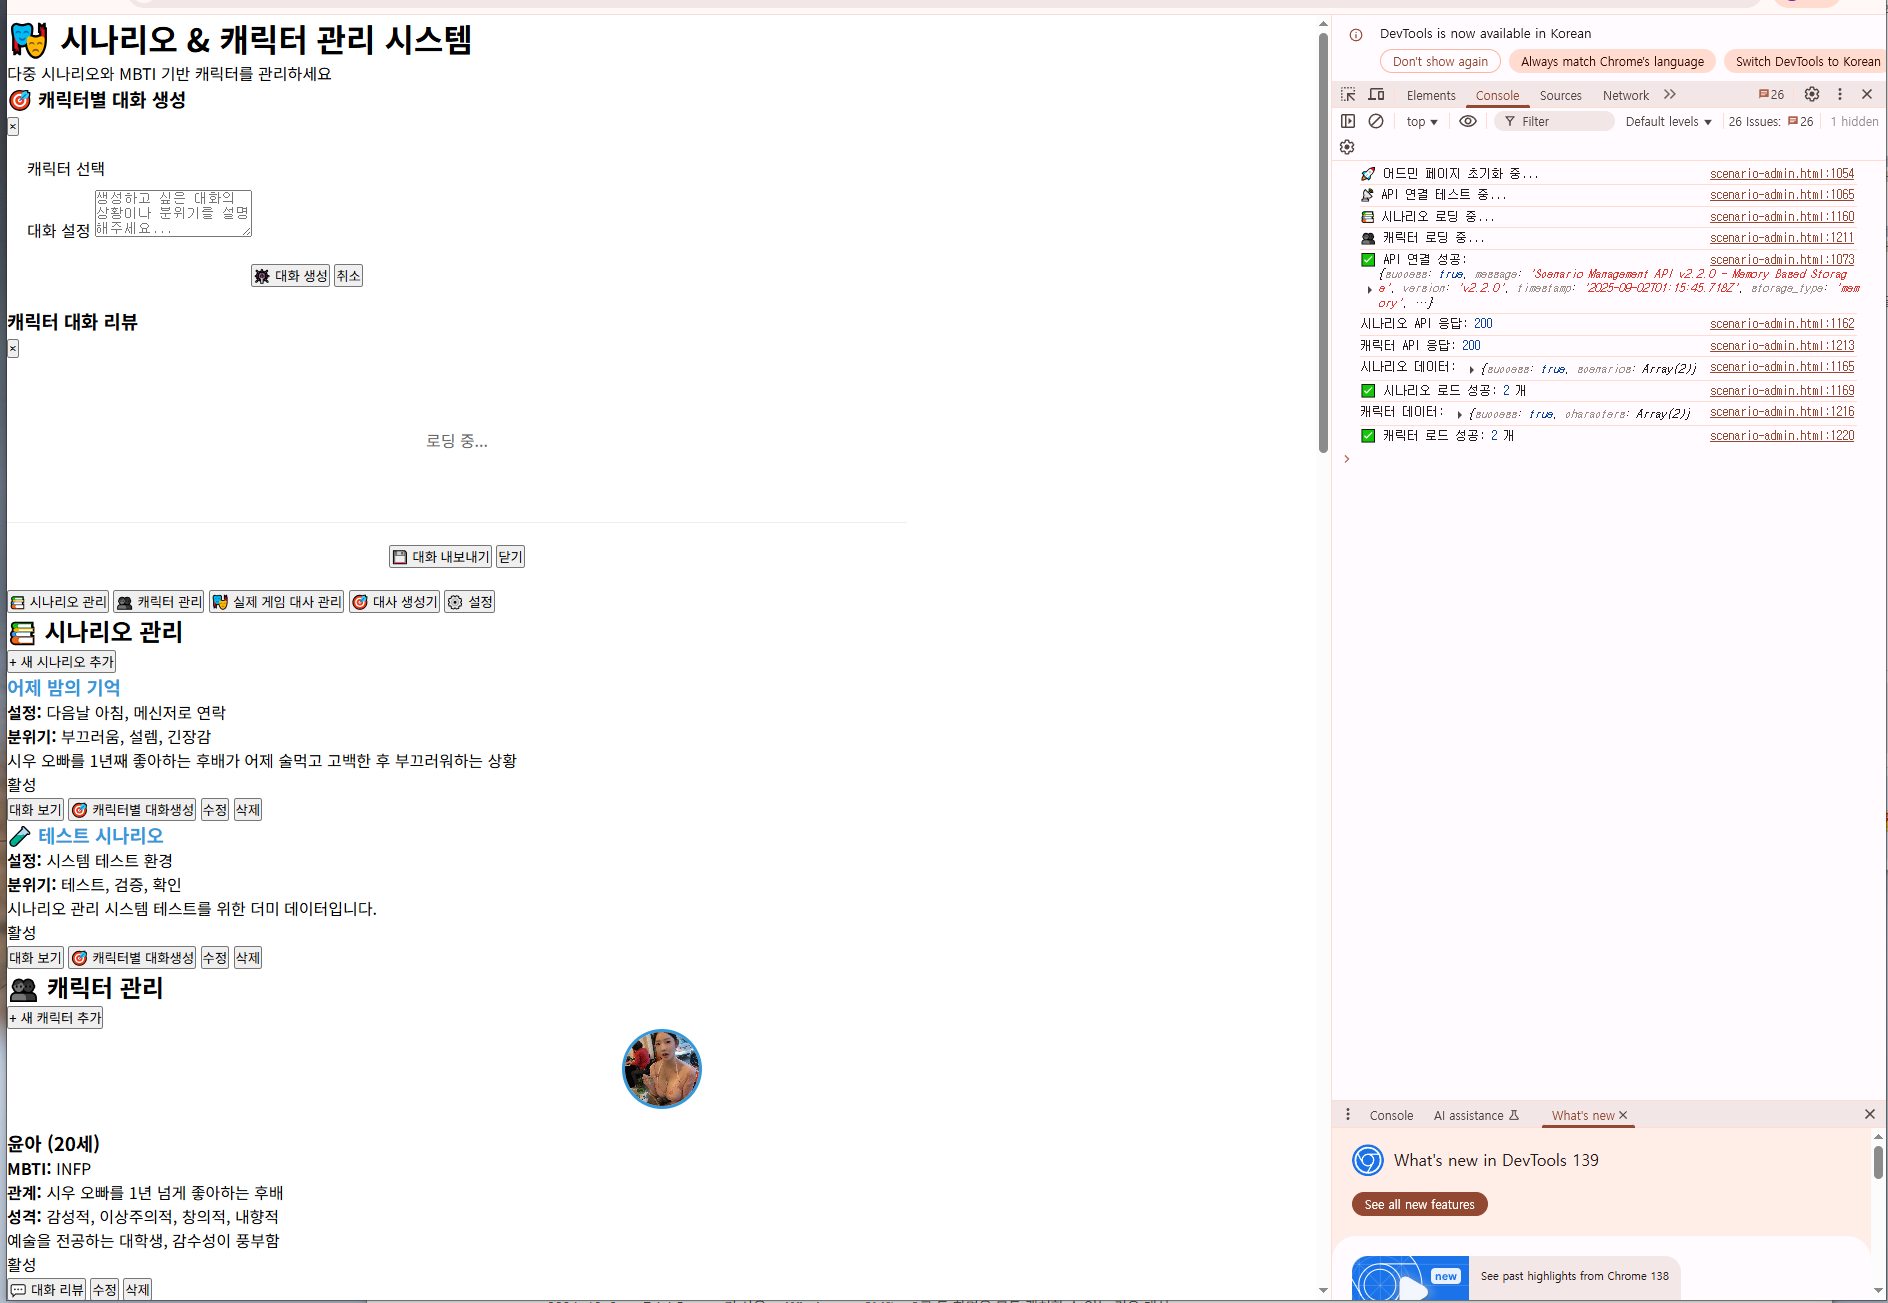 시나리오 & 캐릭터 관리 시스템
다중 시나리오와 MBTI 기반 캐릭터를 관리하세요
캐릭터별 대화 생성
×
캐릭터 선택
대화 설정
생성하고 싶은 대화의
상황이나 분위기를 설명
해주세요...
대화 생성 취소
캐릭터 대화 리뷰
×
로딩 중...
대화 내보내기 닫기
시나리오 관리 캐릭터 관리 실제 게임 대사 관리 대사 생성기 설정
시나리오 관리
+ 새 시나리오 추가
어제 밤의 기억
설정: 다음날 아침, 메신저로 연락
분위기: 부끄러움, 설렘, 긴장감
시우 오빠를 1년째 좋아하는 후배가 어제 술먹고 고백한 후 부끄러워하는 상황
활성
대화 보기 캐릭터별 대화생성 수정 삭제
테스트 시나리오
설정: 시스템 테스트 환경
분위기: 테스트, 검증, 확인
시나리오 관리 시스템 테스트를 위한 더미 데이터입니다.
활성
대화 보기 캐릭터별 대화생성 수정 삭제
캐릭터 관리
+ 새 캐릭터 추가
윤아 (20세)
MBTI: INFP
관계: 시우 오빠를 1년 넘게 좋아하는 후배
성격: 감성적, 이상주의적, 창의적, 내향적
예술을 전공하는 대학생, 감수성이 풍부함
활성
대화 리뷰 수정 삭제
DevTools is now available in Korean
Don't show again Always match Chrome's language Switch DevTools to Korean
Elements Console Sources Network 26
top Filter Default levels 26 Issues: 26 1 hidden
어드민 페이지 초기화 중... scenario-admin.html:1054
API 연결 테스트 중... scenario-admin.html:1065
시나리오 로딩 중... scenario-admin.html:1160
캐릭터 로딩 중... scenario-admin.html:1211
API 연결 성공: scenario-admin.html:1073
{success: true, message: 'Scenario Management API v2.2.0 - Memory Based Storag
e', version: 'v2.2.0', timestamp: '2025-09-02T01:15:45.718Z', storage_type: 'mem
ory', …}
시나리오 API 응답: 200 scenario-admin.html:1162
캐릭터 API 응답: 200 scenario-admin.html:1213
시나리오 데이터: {success: true, scenarios: Array(2)} scenario-admin.html:1165
시나리오 로드 성공: 2 개 scenario-admin.html:1169
캐릭터 데이터: {success: true, characters: Array(2)} scenario-admin.html:1216
캐릭터 로드 성공: 2 개 scenario-admin.html:1220
Console AI assistance What's new
What's new in DevTools 139
See all new features
new
See past highlights from Chrome 138